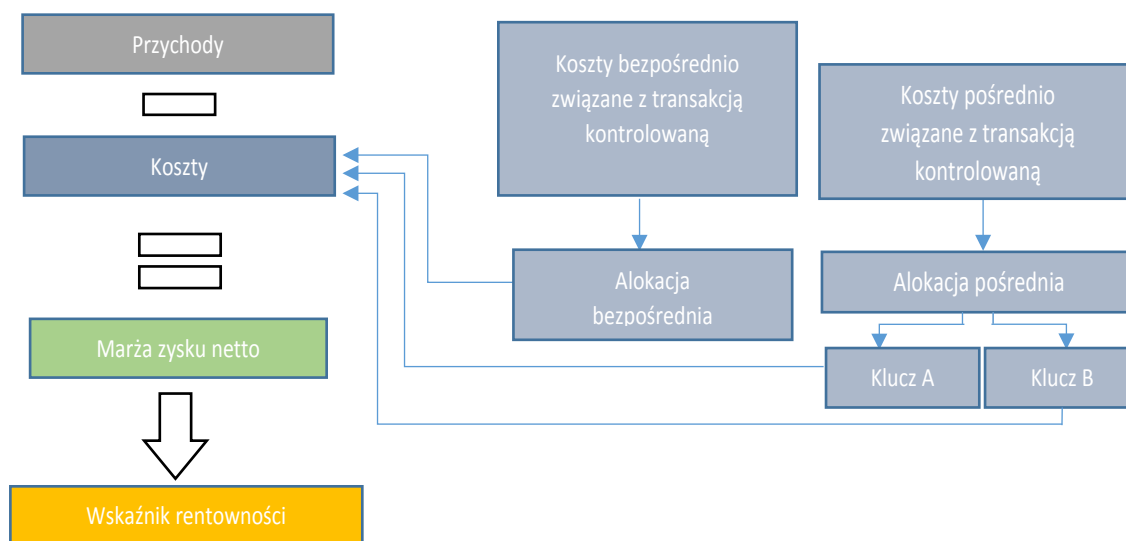 Przychody
Koszty
Marża zysku netto
Wskaźnik rentowności
Koszty bezpośrednio
związane z transakcją
kontrolowaną
Alokacja
bezpośrednia
Koszty pośrednio
związane z transakcją
kontrolowaną
Alokacja pośrednia
Klucz A
Klucz B